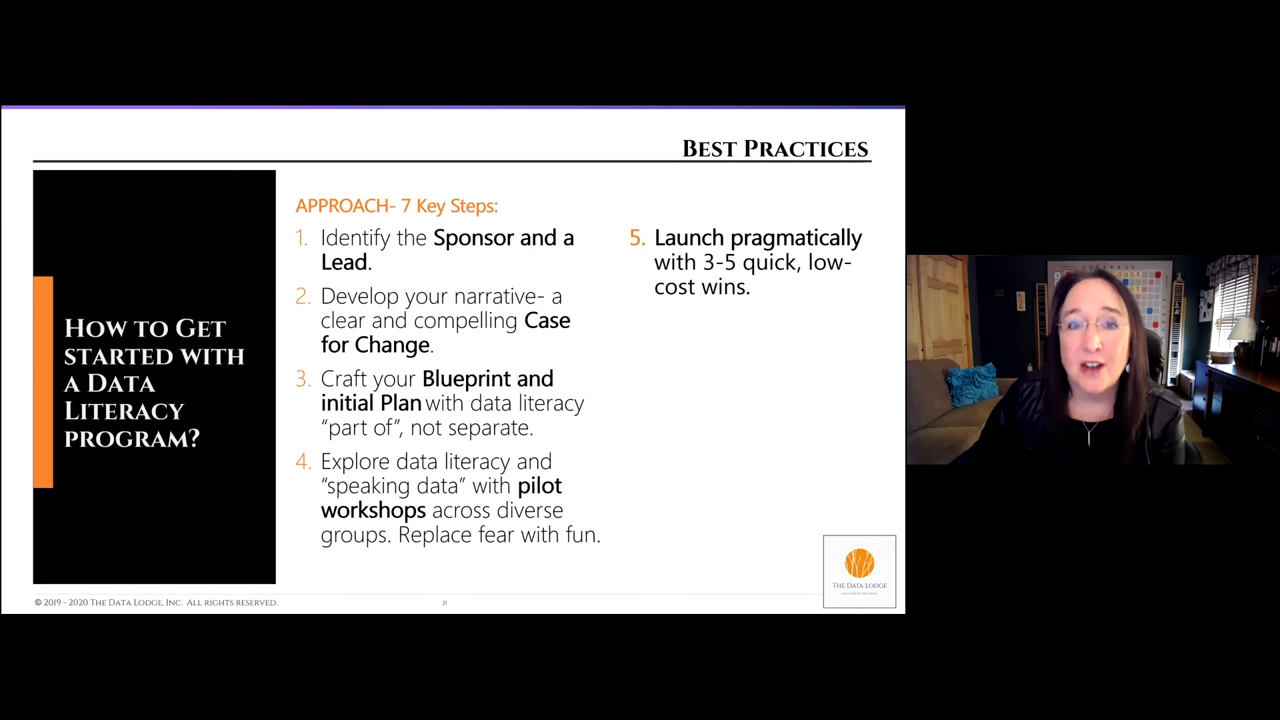 BEST PRACTICES
HOW TO GET
STARTED WITH
A DATA
LITERACY
PROGRAM?
APPROACH- 7 Key Steps:
1. Identify the Sponsor and a
Lead.
2. Develop your narrative- a
clear and compelling Case
for Change.
3. Craft your Blueprint and
initial Plan with data literacy
“part of”, not separate.
4. Explore data literacy and
“speaking data” with pilot
workshops across diverse
groups. Replace fear with fun.
5. Launch pragmatically
with 3-5 quick, low-
cost wins.
THE DATA LODGE
© 2019 - 2020 THE DATA LODGE, INC. ALL RIGHTS RESERVED.
21